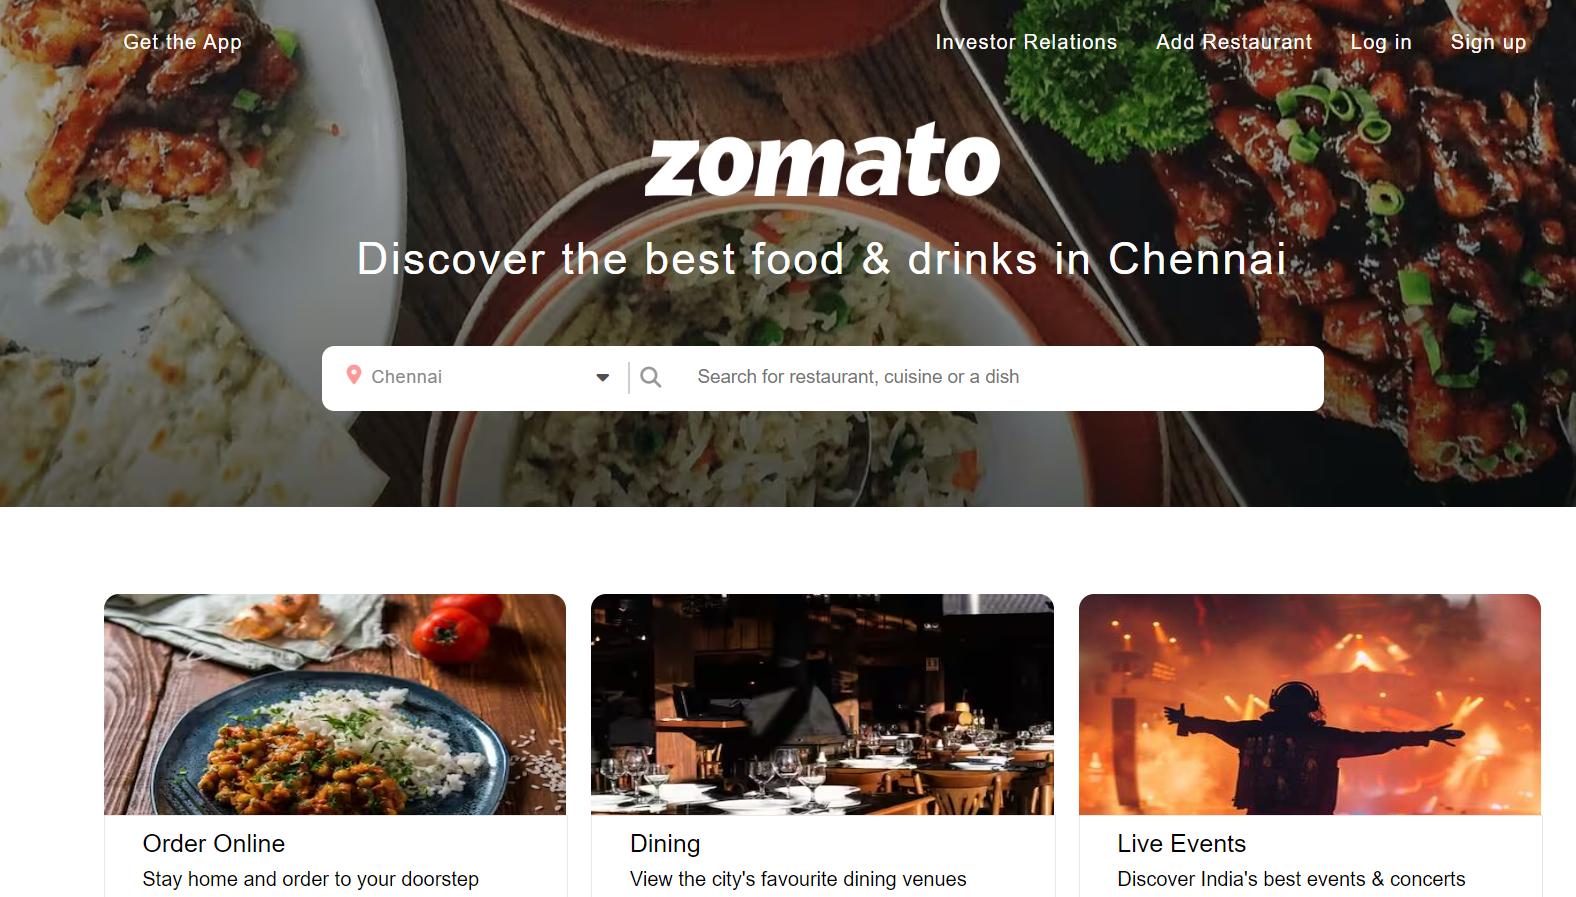 Get the App
Investor Relations
Add Restaurant
Log in
Sign up
zomato
Discover the best food & drinks in Chennai
Chennai
Search for restaurant, cuisine or a dish
Order Online
Stay home and order to your doorstep
Dining
View the city's favourite dining venues
Live Events
Discover India's best events & concerts